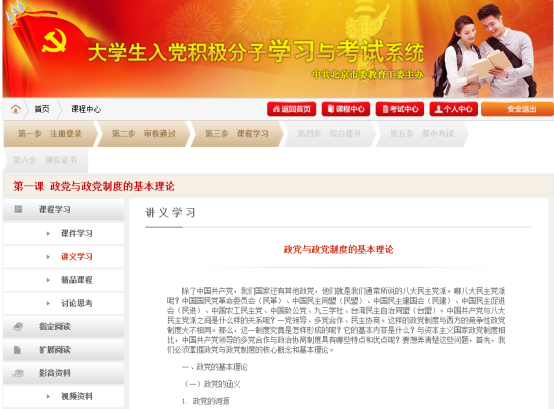 大学生入党积极分子学习与考试系统
中共北京市委教育工委主办
首页 课程中心 返回首页 课程中心 考试中心 个人中心 安全退出
第一步 注册登录 第二步 审核通过 第三步 课程学习 第四步 综合提升 第五步 集中考试
第六步 颁发证书
第一课 政党与政党制度的基本理论
课程学习
课件学习
讲义学习
精品课程
讨论思考
指定阅读
扩展阅读
影音资料
视频资料
讲义学习
政党与政党制度的基本理论
除了中国共产党，我们国家还有其他政党，他们就是我们通常所说的八大民主党派。哪八大民主党派
呢？中国国民党革命委员会（民革）、中国民主同盟（民盟）、中国民主建国会（民建）、中国民主促进
会（民进）、中国农工民主党、中国致公党、九三学社、台湾民主自治同盟（台盟）。中国共产党与八大
民主党派之间是什么样的关系呢？一党领导、多党合作、民主协商。这样的政党制度与西方的竞争性政党
制度大不相同。那么，这一制度究竟是怎样形成的呢？它的基本内容是什么？与资本主义国家政党制度相
比，中国共产党领导的多党合作与政治协商制度具有哪些特点和优点呢？要想弄清楚这些问题，首先，我
们必须掌握政党与政党制度的核心概念和基本理论。
一、政党的基本理论
（一）政党的涵义
1. 政党的词源